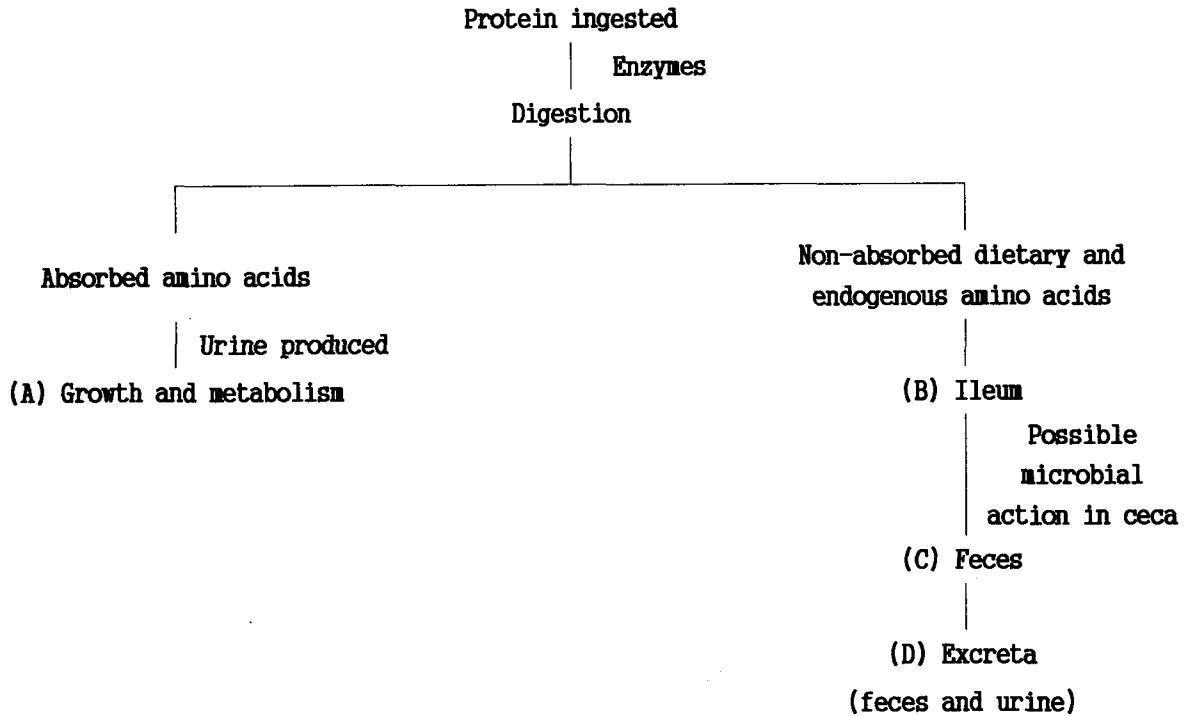 Protein ingested
Enzymes
Digestion
Absorbed amino acids
Urine produced
(A) Growth and metabolism
Non-absorbed dietary and
endogenous amino acids
(B) Ileum
Possible
microbial
action in ceca
(C) Feces
(D) Excreta
(feces and urine)